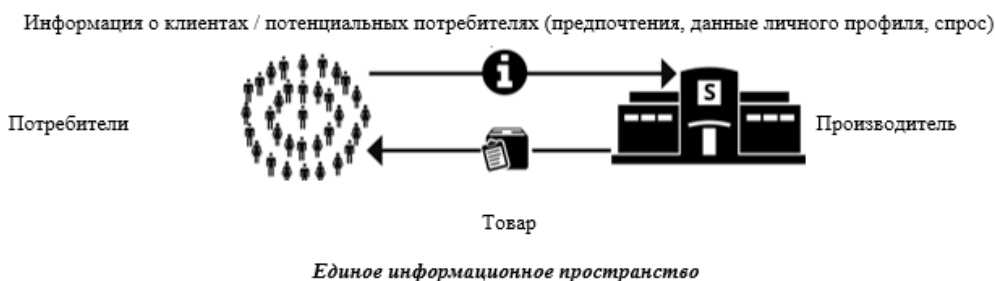 Информация о клиентах / потенциальных потребителях (предпочтения, данные личного профиля, спрос)
i
S
Потребители
Производитель
Товар
Единое информационное пространство